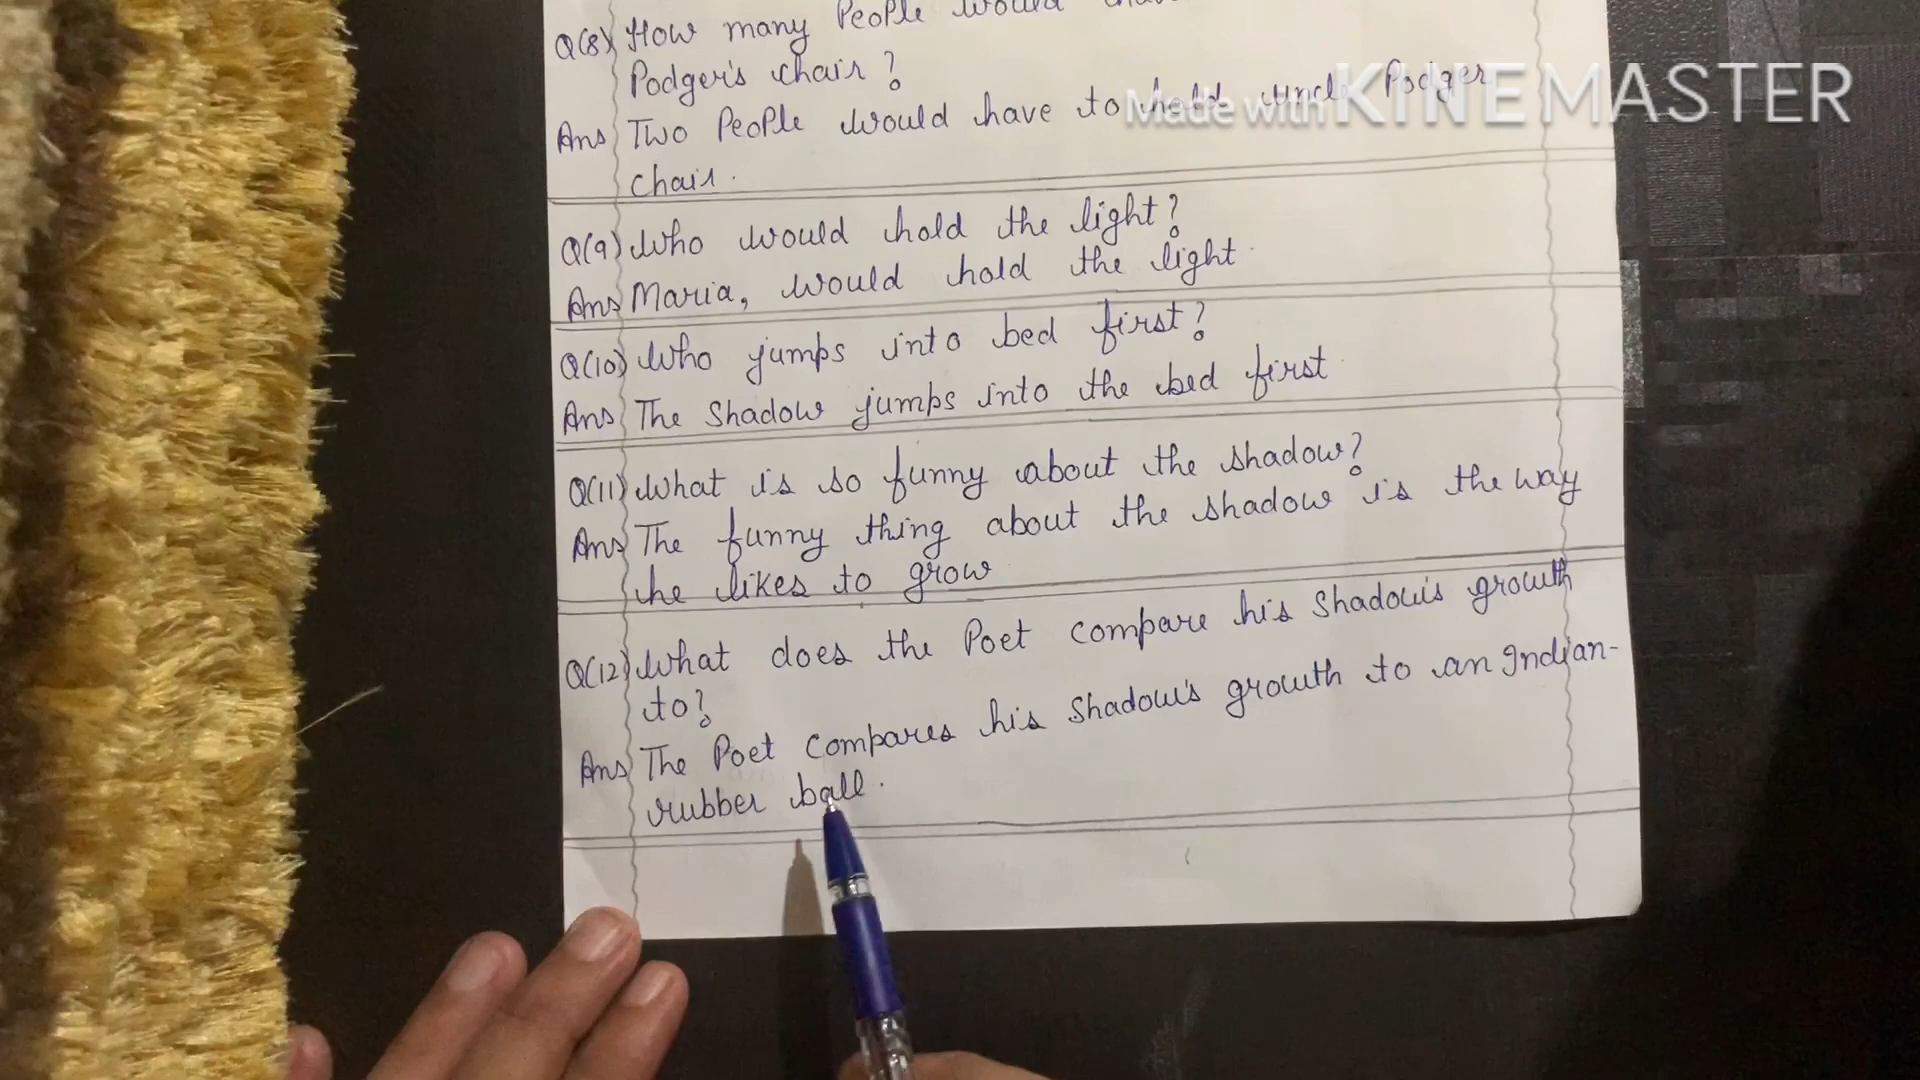 Q(8) How many People would
Podger's chair?
Ans Two People would have to hold uncle Podger
chair.
Q(9) Who would hold the light?
Ans Maria, would hold the light.
Q(10) Who jumps into bed first?
Ans The Shadow jumps into the bed first.
Q(11) What is so funny about the shadow?
Ans The funny thing about the shadow is the way
he likes to grow
Q(12) What does the Poet compare his Shadow's growth
to?
Ans The Poet Compares his Shadow's growth to an Indian-
rubber ball.
Made with KINEMASTER